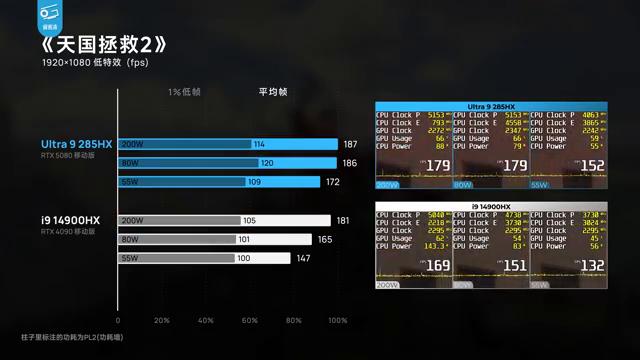 《天国拯救2》
1920×1080 低特效 (fps)
1%低帧 平均帧
Ultra 9 285HX
RTX 5080 移动版
200W 114 187
80W 120 186
55W 109 172
i9 14900HX
RTX 4090 移动版
200W 105 181
80W 101 165
55W 100 147
0 20% 40% 60% 80% 100%
柱子里标注的功耗为PL2(功耗墙)
Ultra 9 285HX
CPU Clock P 5153 CPU Clock P 5153 CPU Clock P 4063
CPU Clock E 793 CPU Clock E 4558 CPU Clock E 3865
GPU Clock 2272 GPU Clock 2347 GPU Clock 2242
GPU Usage 66 GPU Usage 66 GPU Usage 59
CPU Power 88 CPU Power 79 CPU Power 55
FPS 179 FPS 179 FPS 152
200W 80W 55W
i9 14900HX
CPU Clock P 5040 CPU Clock P 4738 CPU Clock P 3730
CPU Clock E 2218 CPU Clock E 3730 CPU Clock E 3024
GPU Clock 2295 GPU Clock 2295 GPU Clock 2295
GPU Usage 62 GPU Usage 54 GPU Usage 45
CPU Power 143.3 CPU Power 83 CPU Power 56
FPS 169 FPS 151 FPS 132
200W 80W 55W